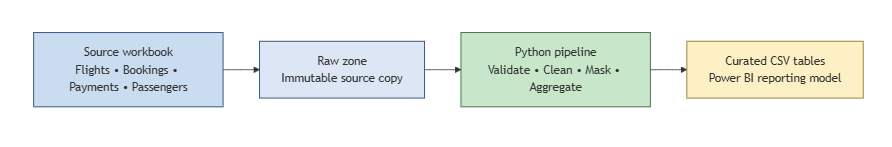 Source workbook
Flights • Bookings •
Payments • Passengers
Raw zone
Immutable source copy
Python pipeline
Validate • Clean • Mask •
Aggregate
Curated CSV tables
Power BI reporting model